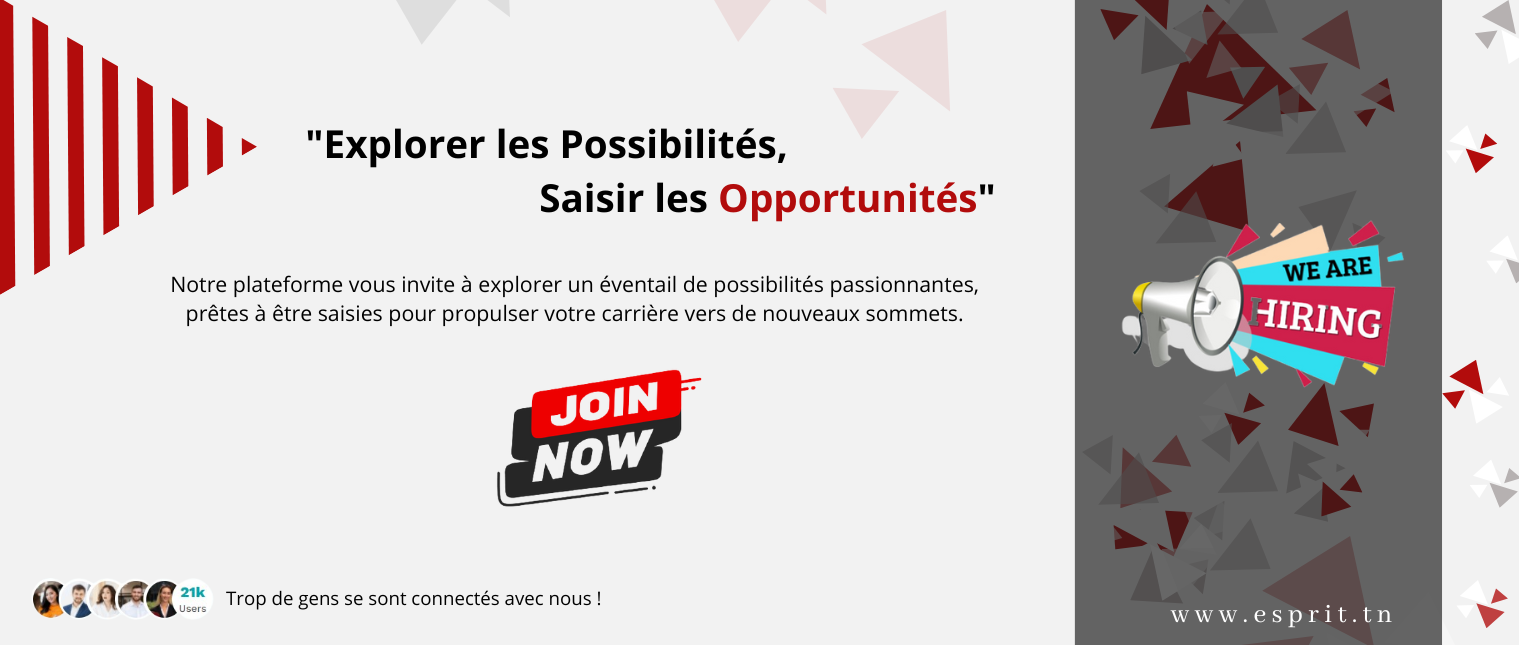 "Explorer les Possibilités,
Saisir les Opportunités"
Notre plateforme vous invite à explorer un éventail de possibilités passionnantes,
prêtes à être saisies pour propulser votre carrière vers de nouveaux sommets.
JOIN
NOW
21k
Users
Trop de gens se sont connectés avec nous !
WE ARE
HIRING
www.esprit.tn